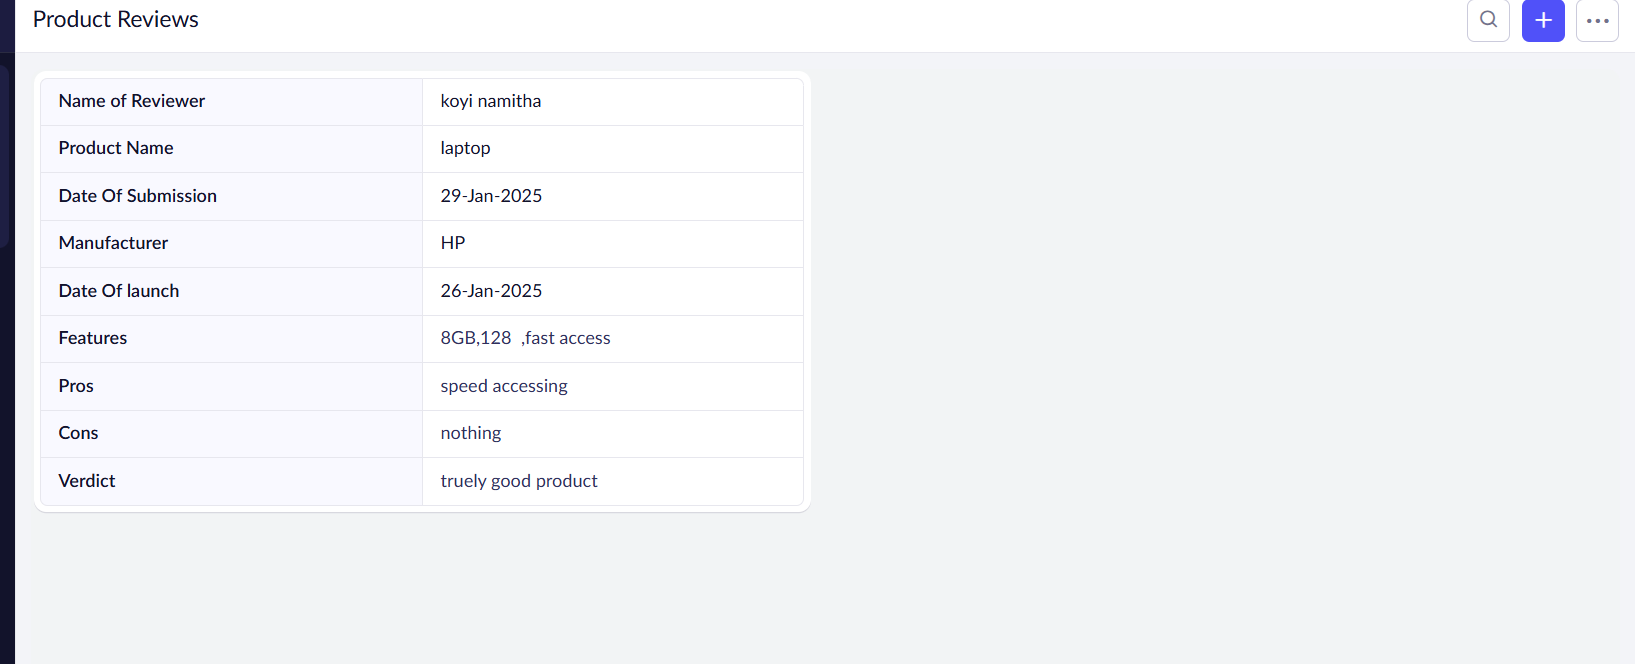 Product Reviews
Name of Reviewer koyi namitha
Product Name laptop
Date Of Submission 29-Jan-2025
Manufacturer HP
Date Of launch 26-Jan-2025
Features 8GB,128  ,fast access
Pros speed accessing
Cons nothing
Verdict truely good product